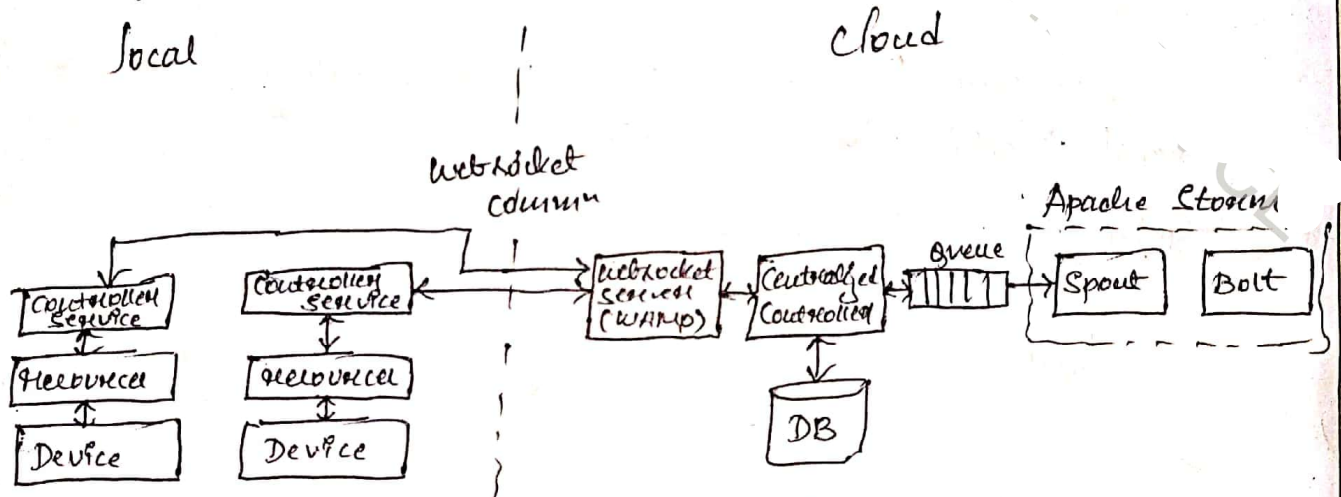 local
cloud
websocket
commn
Apache Storm
Queue
Controller
Service
Controller
Service
websocket
server
(WAMP)
Centralized
Controller
Spout
Bolt
Resource
Resource
Device
Device
DB